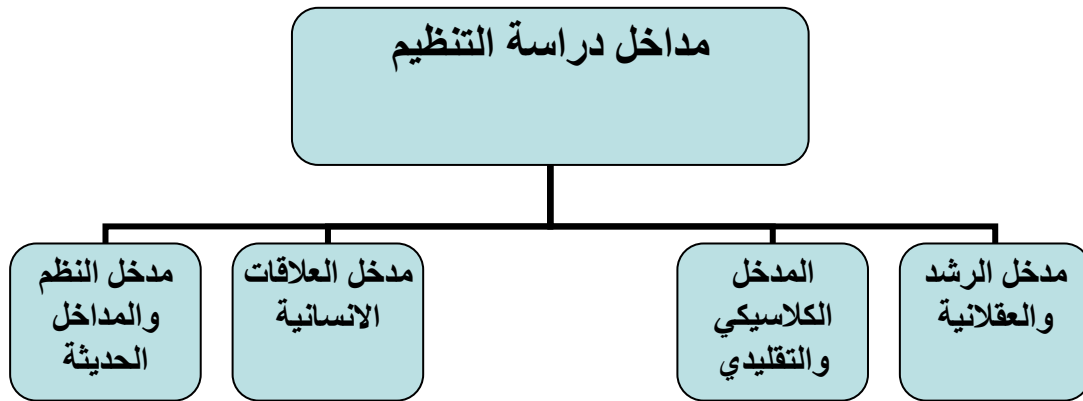 مداخل دراسة التنظيم
مدخل الرشد
والعقلانية
المدخل
الكلاسيكي
والتقليدي
مدخل العلاقات
الانسانية
مدخل النظم
والمداخل
الحديثة